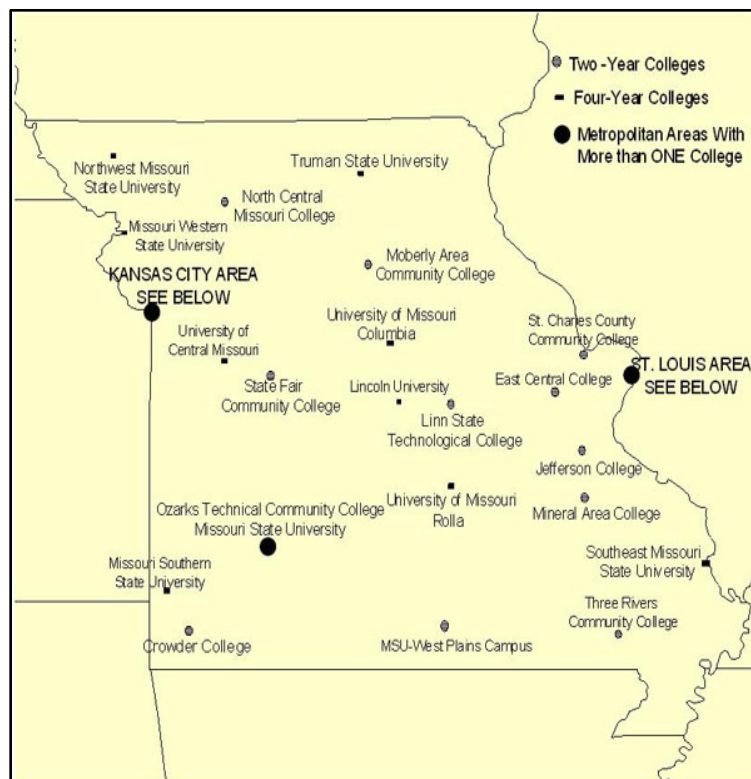 Two -Year Colleges
Four-Year Colleges
Metropolitan Areas With
More than ONE College
Northwest Missouri
State University
Truman State University
North Central
Missouri College
Missouri Western
State University
Moberly Area
Community College
KANSAS CITY AREA
SEE BELOW
University of
Central Missouri
University of Missouri
Columbia
St. Charles County
Community College
ST. LOUIS AREA
SEE BELOW
State Fair
Community College
Lincoln University
East Central College
Linn State
Technological College
Jefferson College
Ozarks Technical Community College
Missouri State University
University of Missouri
Rolla
Mineral Area College
Missouri Southern
State University
Southeast Missouri
State University
Three Rivers
Community College
Crowder College
MSU-West Plains Campus